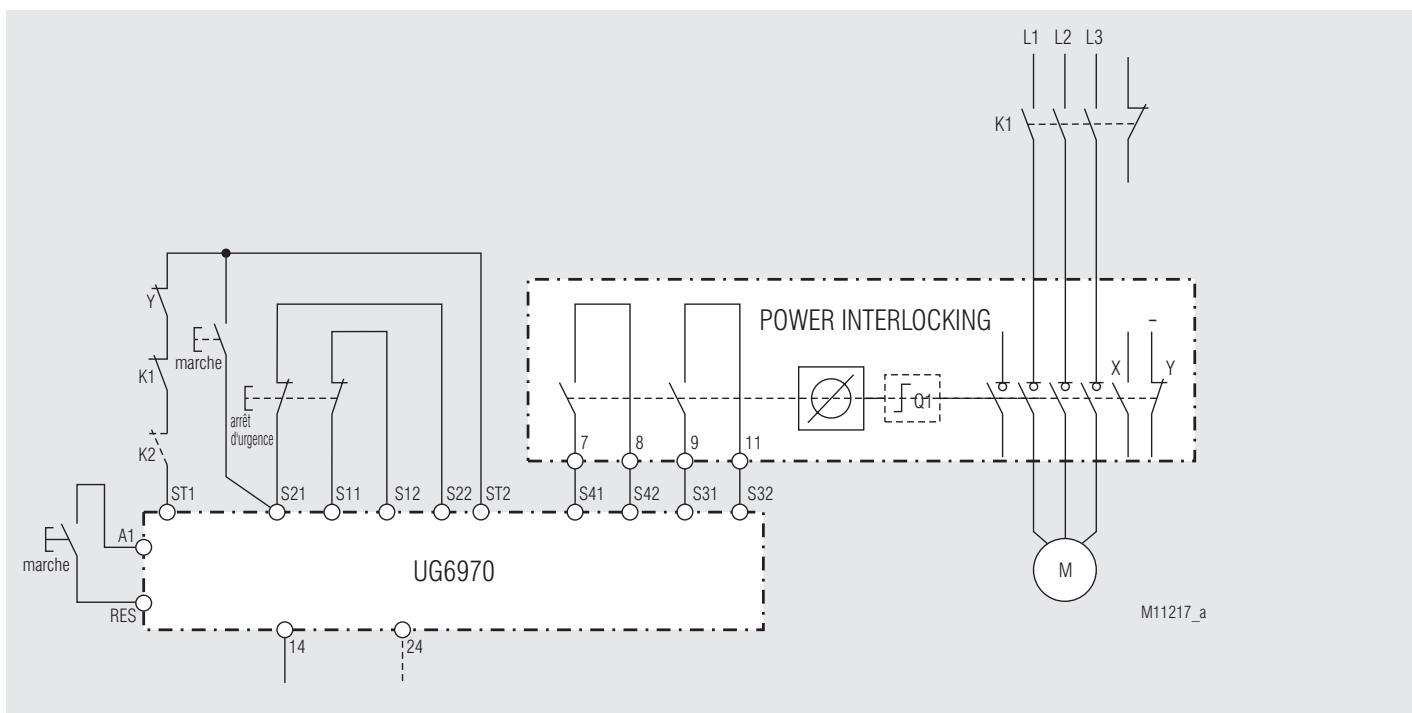 L1 L2 L3
K1
POWER INTERLOCKING
–
X Y
Q1
Y
marche
K1
arrêt
d'urgence
K2
7 8 9 11
ST1 S21 S11 S12 S22 ST2 S41 S42 S31 S32
A1
marche
UG6970
M
RES
M11217_a
14 24